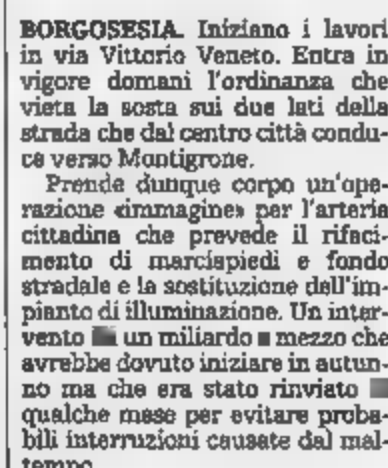 BORGOSESIA. Iniziano i lavori
in via Vittorio Veneto. Entra in
vigore domani l'ordinanza che
vieta la sosta sui due lati della
strada che dal centro città condu-
ce verso Montigrone.
Prende dunque corpo un'ope-
razione «immagine» per l'arteria
cittadina che prevede il rifaci-
mento di marciapiedi e fondo
stradale e la sostituzione dell'im-
pianto di illuminazione. Un inter-
vento un miliardo mezzo che
avrebbe dovuto iniziare in autun-
no ma che era stato rinviato
qualche mese per evitare proba-
bili interruzioni causate dal mal-
tempo